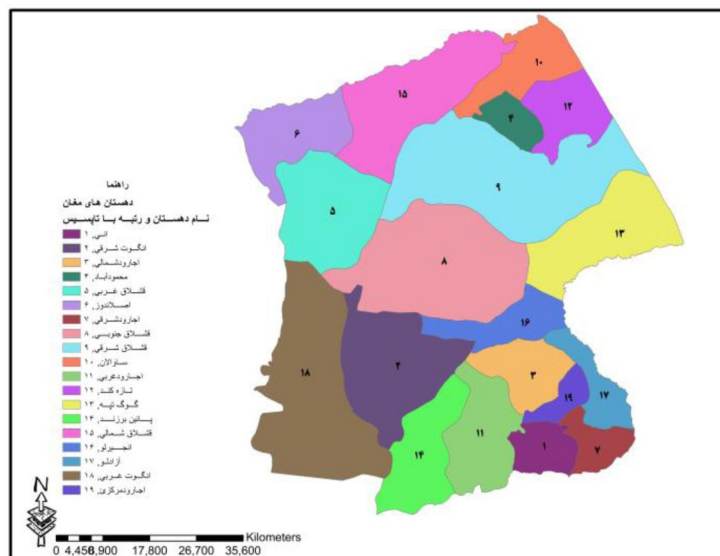 ۱۰
۱۵
۱۲
۴
۶
۹
۵
۱۳
۸
۱۶
۲
۳
۱۸
۱۹
۱۷
۱۱
۱
۷
۱۴
راهنما
دهستان های مغان
نام دهستان و رتبه با تاپسیس
انی, ۱
انگوت شرقی, ۲
اجارودشمالی, ۳
محمودآباد, ۴
قشلاق غربی, ۵
اصلاندوز, ۶
اجارودشرقی, ۷
قشلاق جنوبی, ۸
قشلاق شرقی, ۹
ساوالان, ۱۰
اجارودغربی, ۱۱
تازه کند, ۱۲
گوگ تپه, ۱۳
پائین برزند, ۱۴
قشلاق شمالی, ۱۵
انجیرلو, ۱۶
آزادلو, ۱۷
انگوت غربی, ۱۸
اجارودمرکزی, ۱۹
N
Kilometers
0 4,450 8,900 17,800 26,700 35,600